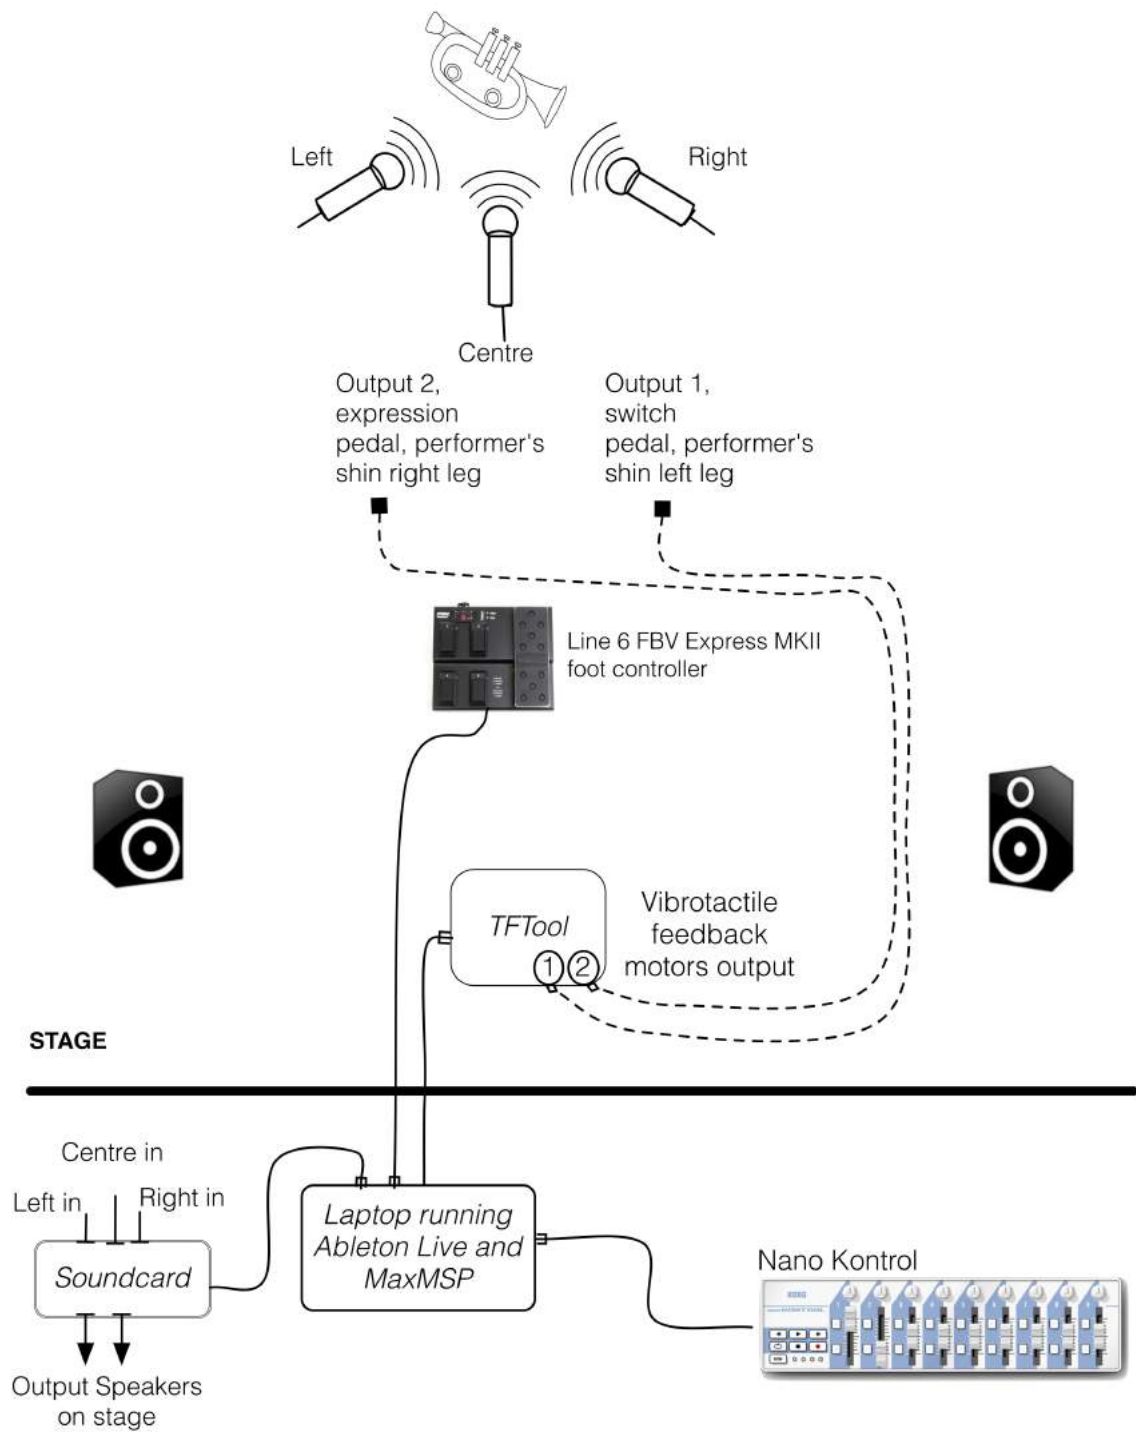 Left
Right
Centre
Output 2,
expression
pedal, performer's
shin right leg
Output 1,
switch
pedal, performer's
shin left leg
Line 6 FBV Express MKII
foot controller
TFTool
1
2
Vibrotactile
feedback
motors output
STAGE
Centre in
Left in
Right in
Soundcard
Output Speakers
on stage
Laptop running
Ableton Live and
MaxMSP
Nano Kontrol
KORG